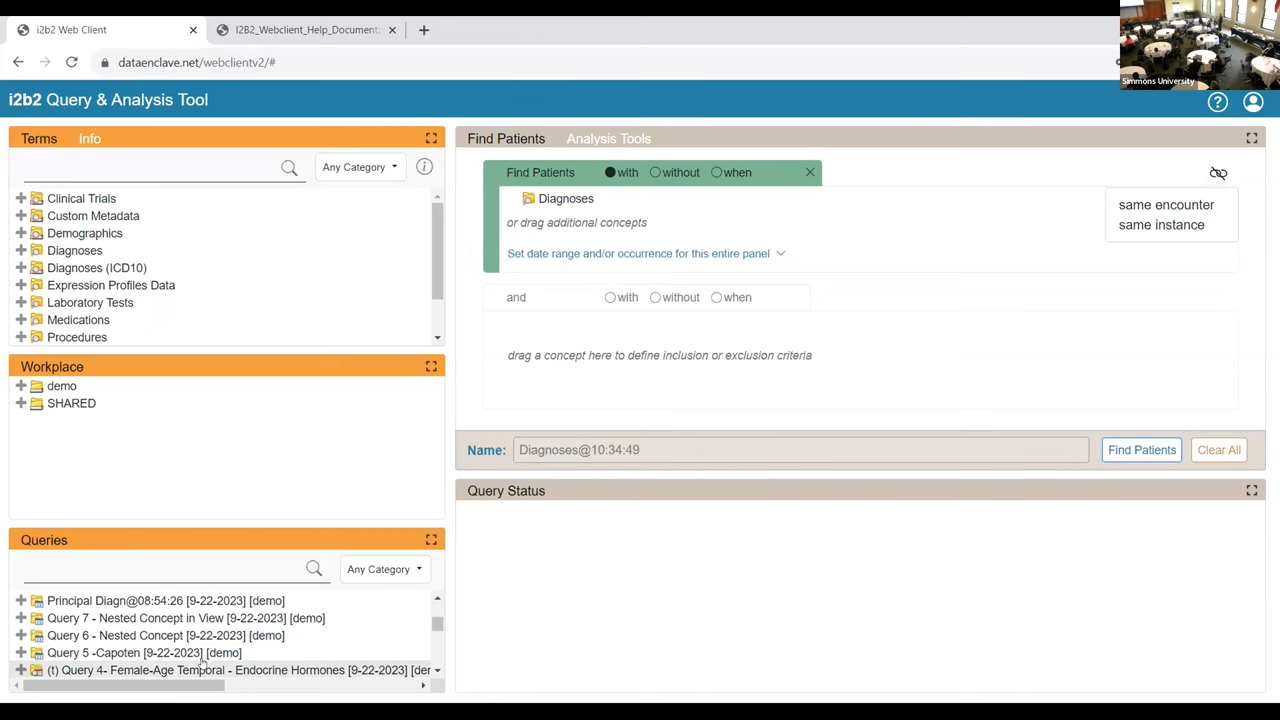 i2b2 Web Client
I2B2_Webclient_Help_Document
dataenclave.net/webclientv2/#
Simmons University
i2b2 Query & Analysis Tool
Terms Info
Any Category
Clinical Trials
Custom Metadata
Demographics
Diagnoses
Diagnoses (ICD10)
Expression Profiles Data
Laboratory Tests
Medications
Procedures
Workplace
demo
SHARED
Queries
Any Category
Principal Diagn@08:54:26 [9-22-2023] [demo]
Query 7 - Nested Concept in View [9-22-2023] [demo]
Query 6 - Nested Concept [9-22-2023] [demo]
Query 5 -Capoten [9-22-2023] [demo]
(t) Query 4- Female-Age Temporal - Endocrine Hormones [9-22-2023] [der
Find Patients Analysis Tools
Find Patients with without when
Diagnoses
or drag additional concepts
Set date range and/or occurrence for this entire panel
same encounter
same instance
and with without when
drag a concept here to define inclusion or exclusion criteria
Name: Diagnoses@10:34:49 Find Patients Clear All
Query Status